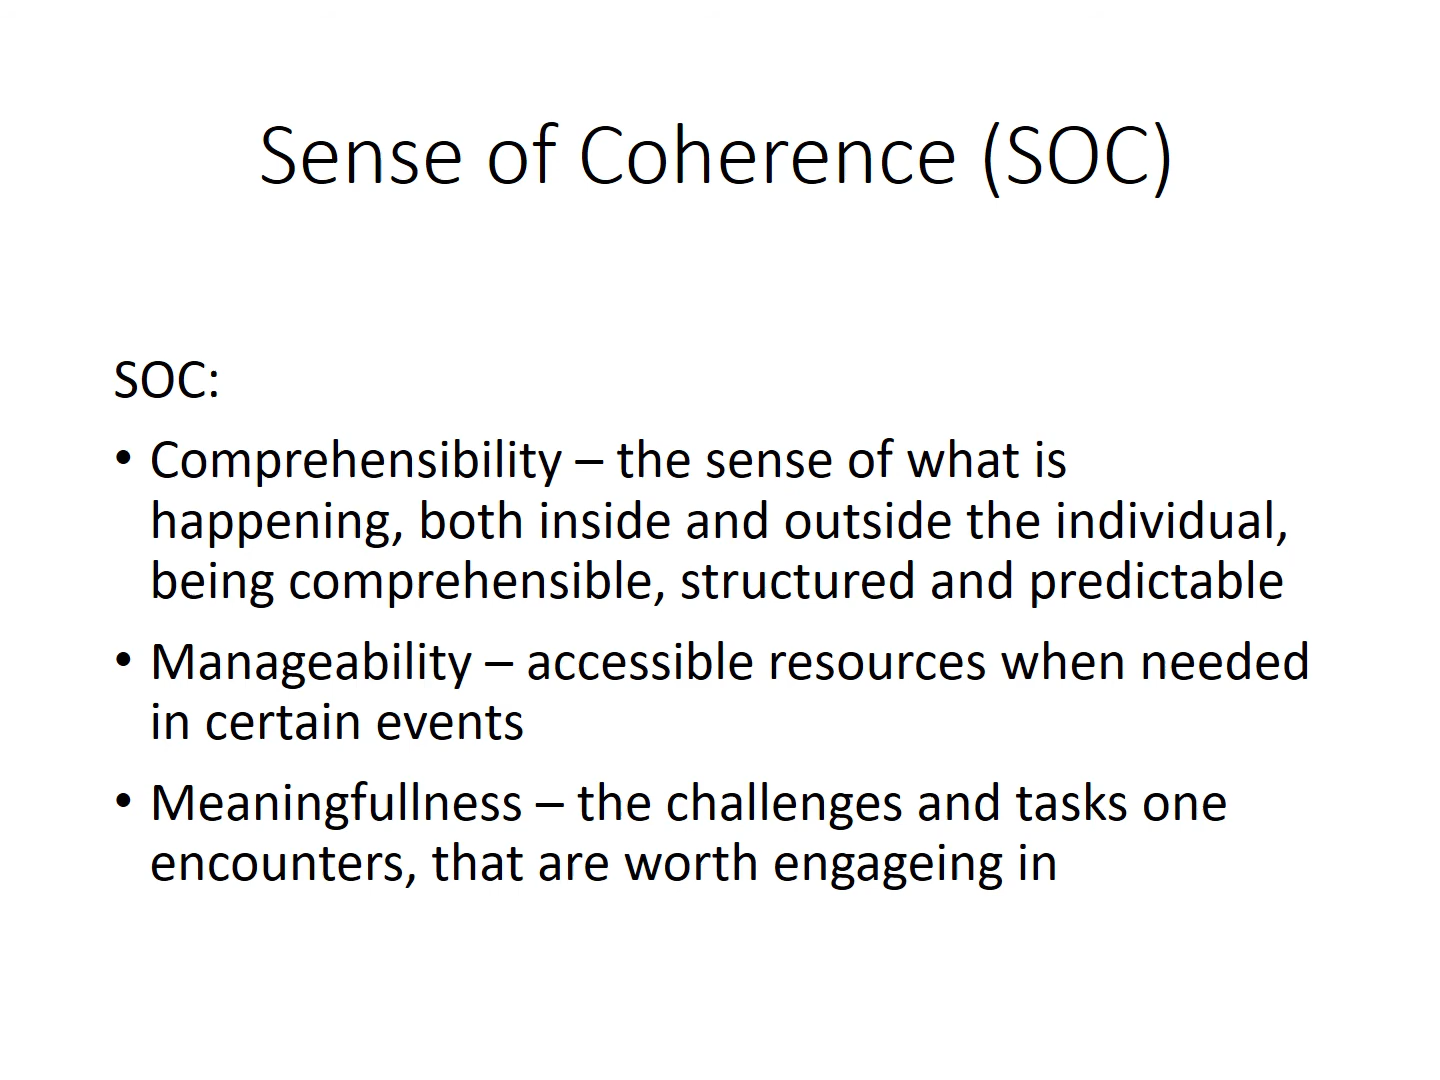 Sense of Coherence (SOC)
SOC:
• Comprehensibility – the sense of what is
happening, both inside and outside the individual,
being comprehensible, structured and predictable
• Manageability – accessible resources when needed
in certain events
• Meaningfullness – the challenges and tasks one
encounters, that are worth engageing in